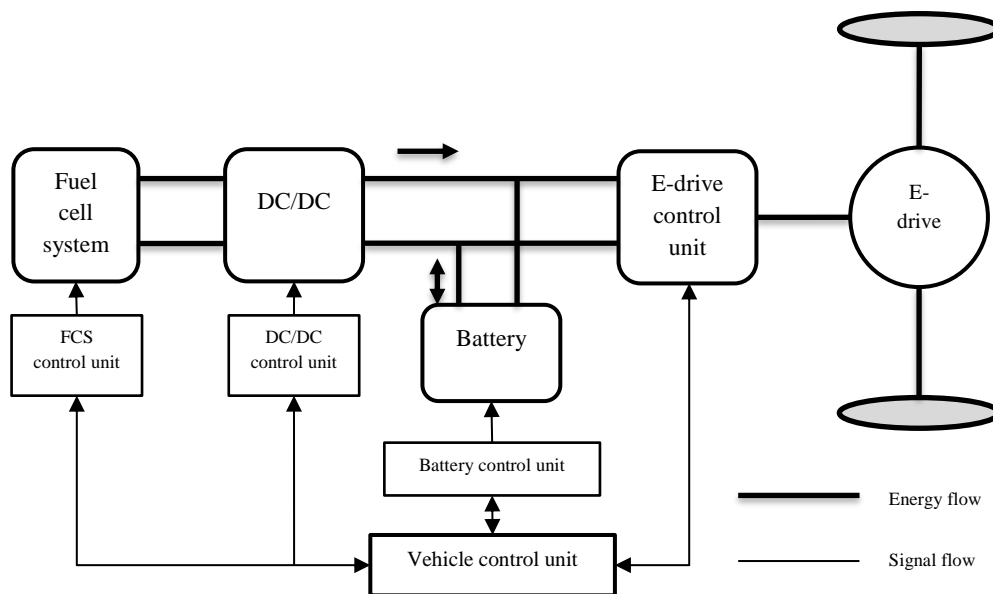 Fuel
cell
system
DC/DC
E-drive
control
unit
E-
drive
FCS
control unit
DC/DC
control unit
Battery
Battery control unit
Vehicle control unit
Energy flow
Signal flow